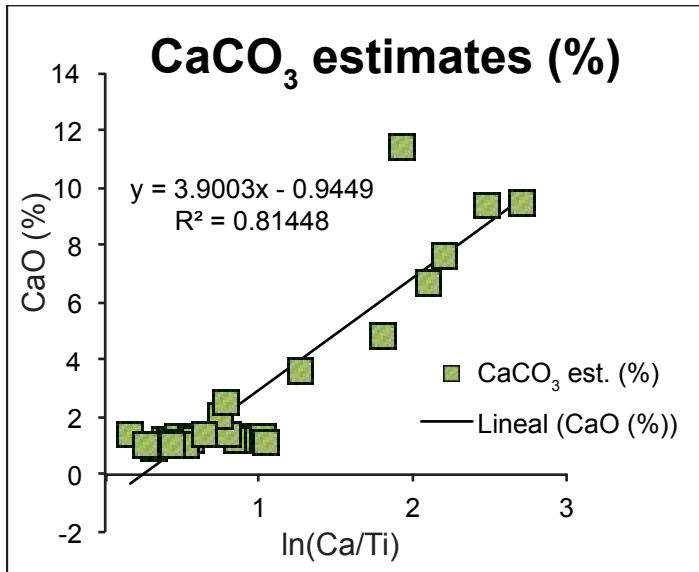 CaCO₃ estimates (%)
14
12
10
8
6
4
2
0
-2
CaO (%)
y = 3.9003x - 0.9449
R² = 0.81448
CaCO₃ est. (%)
Lineal (CaO (%))
1 2 3
ln(Ca/Ti)